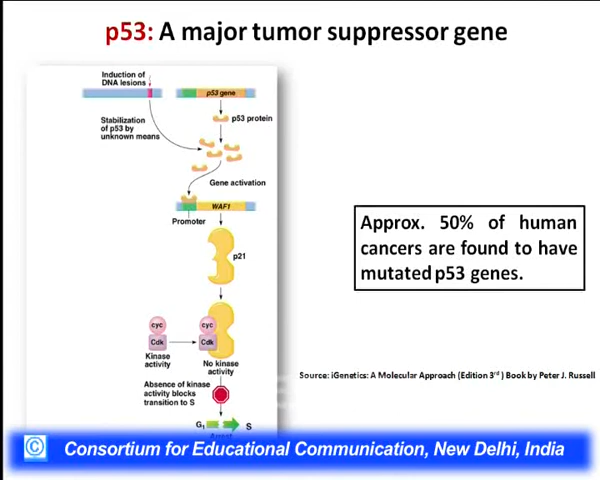 p53: A major tumor suppressor gene
Induction of
DNA lesions
p53 gene
p53 protein
Stabilization
of p53 by
unknown means
Gene activation
WAF1
Promoter
p21
cyc
Cdk
cyc
Cdk
Kinase
activity
No kinase
activity
Absence of kinase
activity blocks
transition to S
G1
S
Approx. 50% of human
cancers are found to have
mutated p53 genes.
Source: iGenetics: A Molecular Approach (Edition 3rd ) Book by Peter J. Russell
© Consortium for Educational Communication, New Delhi, India